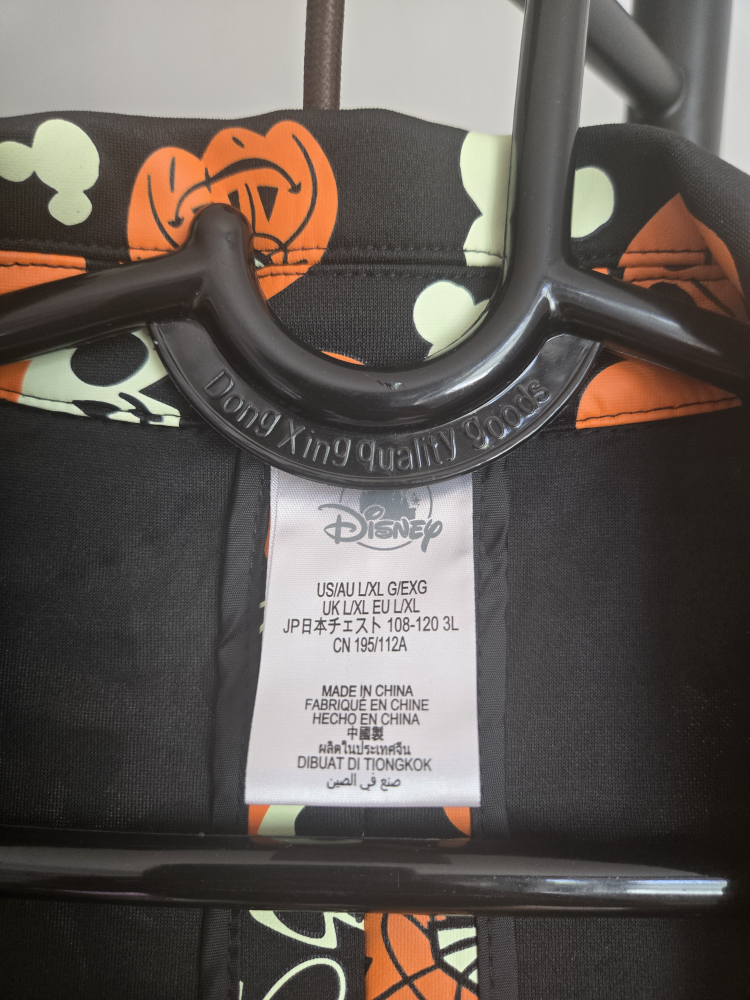 Dong Xing quality goods
Disney
US/AU L/XL G/EXG
UK L/XL EU L/XL
JP日本チェスト 108-120 3L
CN 195/112A
MADE IN CHINA
FABRIQUÉ EN CHINE
HECHO EN CHINA
中國製
ผลิตในประเทศจีน
DIBUAT DI TIONGKOK
صنع في الصين